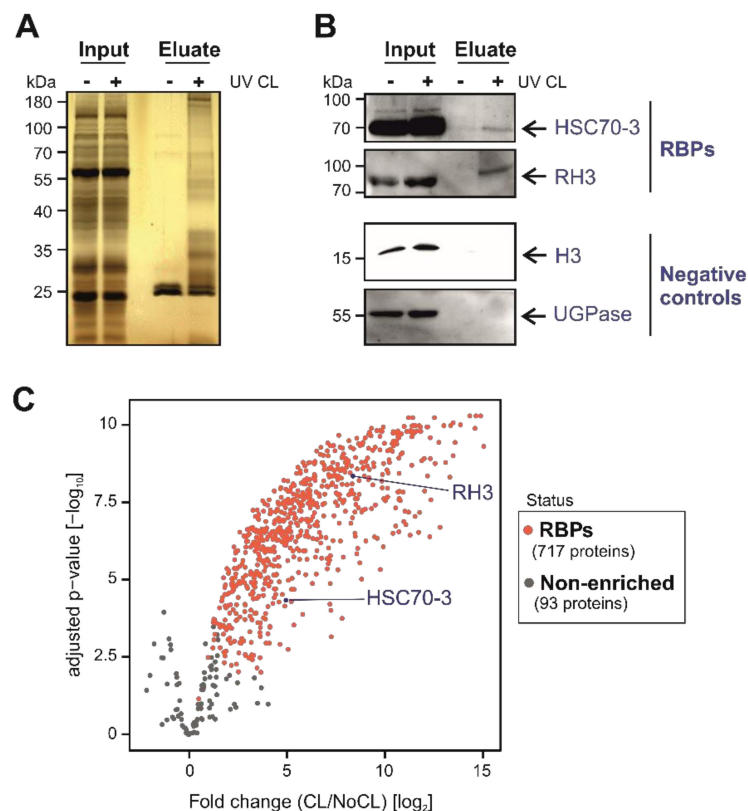 A
Input Eluate
kDa - + - + UV CL
180
100
70
55
40
35
25
B
Input Eluate
- + - + UV CL
100
70
HSC70-3
100
70
RH3
RBPs
15
H3
55
UGPase
Negative
controls
C
adjusted p-value [-log10]
10
7.5
5
2.5
0
RH3
HSC70-3
0 5 10 15
Fold change (CL/NoCL) [log2]
Status
RBPs
(717 proteins)
Non-enriched
(93 proteins)